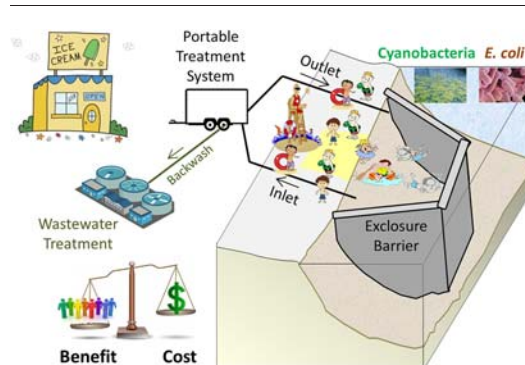 ICE
CREAM
OPEN
Portable
Treatment
System
Outlet
Cyanobacteria E. coli
Backwash
Inlet
Wastewater
Treatment
Exclosure
Barrier
$
Benefit Cost